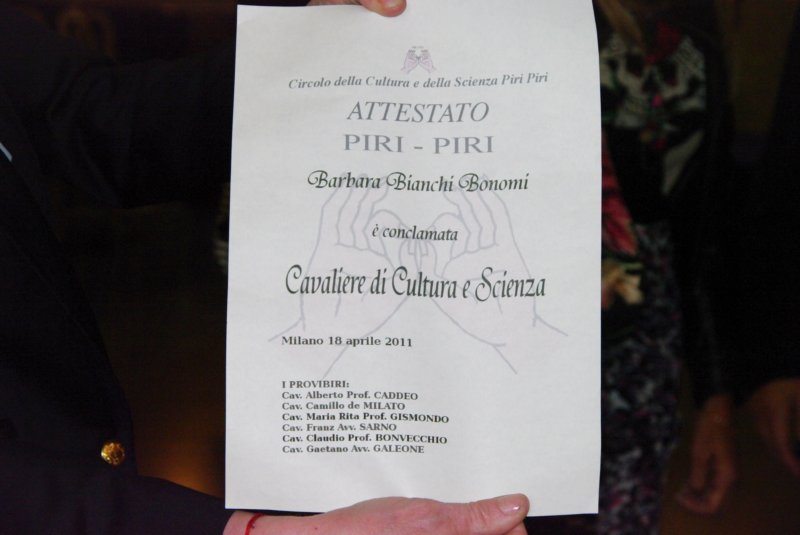 Circolo della Cultura e della Scienza Piri Piri
ATTESTATO
PIRI - PIRI
Barbara Bianchi Bonomi
è conclamata
Cavaliere di Cultura e Scienza
Milano 18 aprile 2011
I PROVIBIRI:
Cav. Alberto Prof. CADDEO
Cav. Camillo de MILATO
Cav. Maria Rita Prof. GISMONDO
Cav. Franz Avv. SARNO
Cav. Claudio Prof. BONVECCHIO
Cav. Gaetano Avv. GALEONE